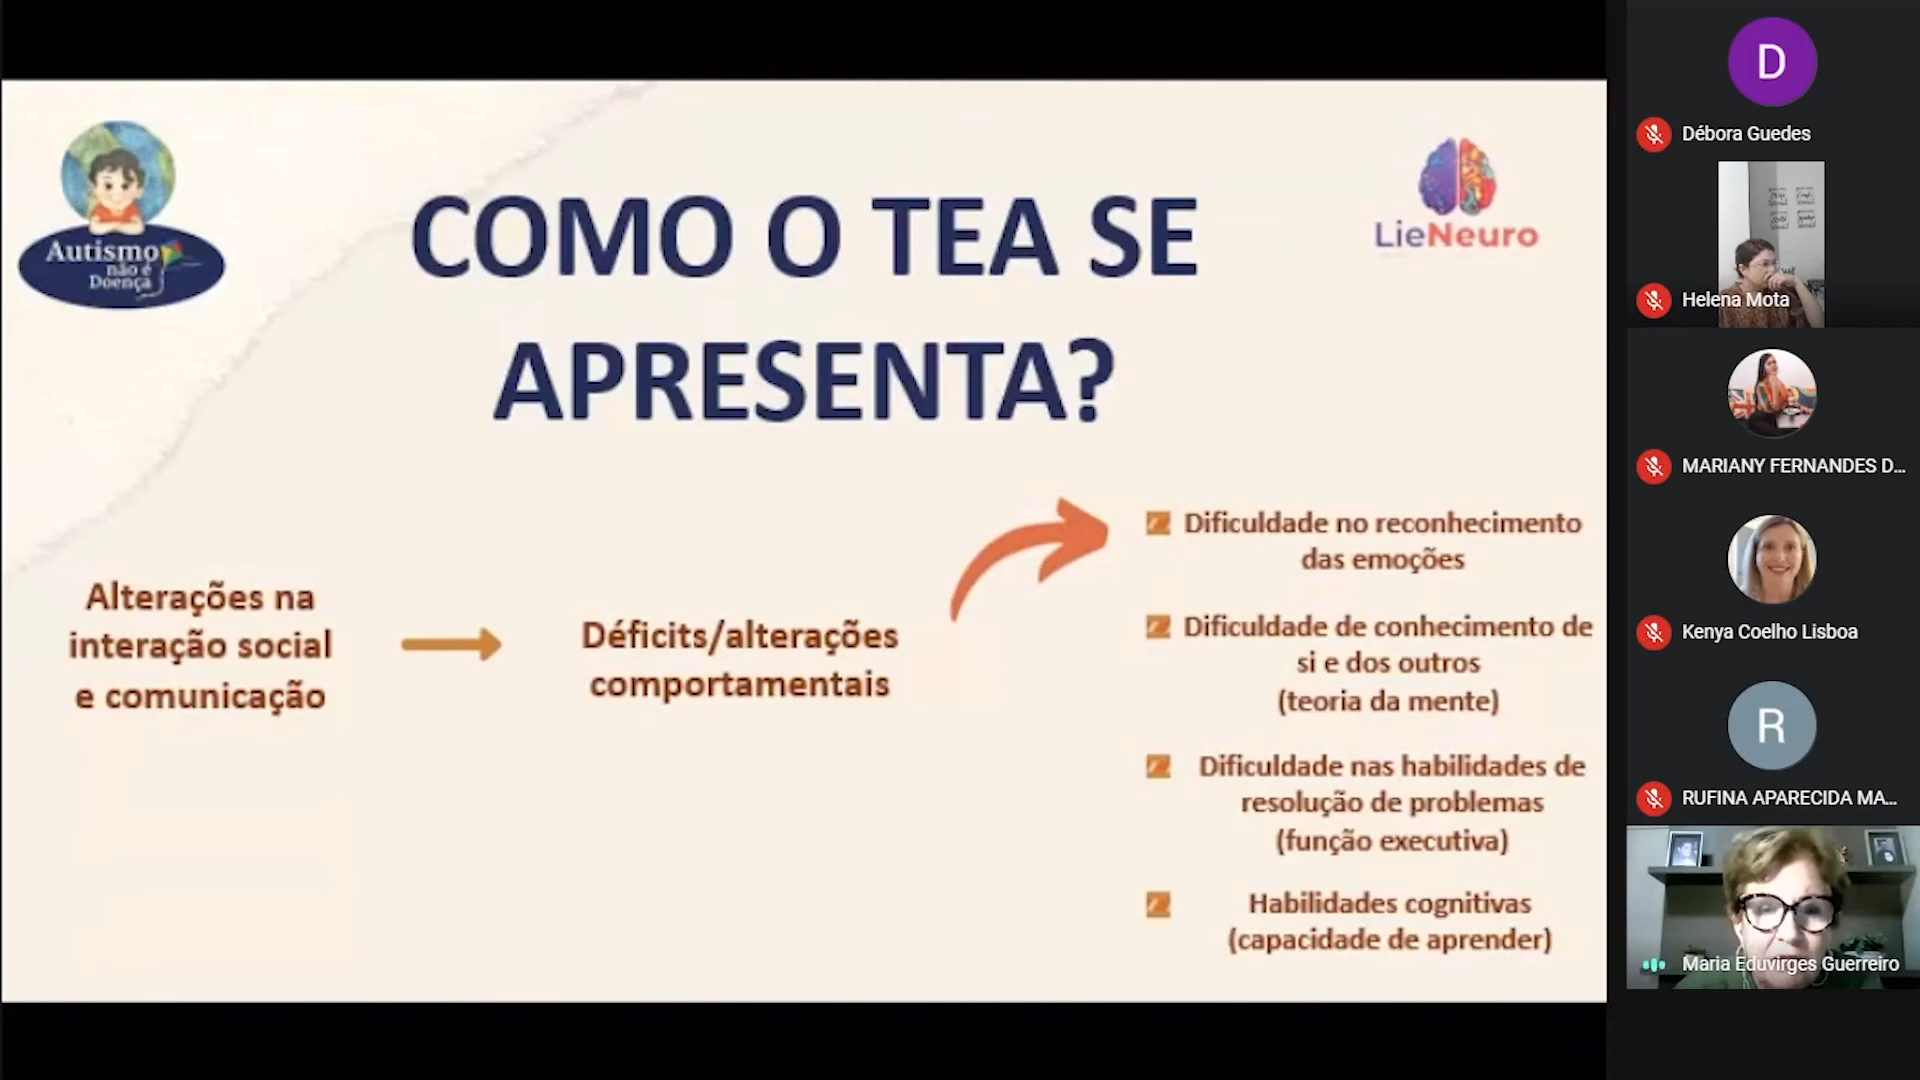 Autismo
não é
Doença
COMO O TEA SE
APRESENTA?
LieNeuro
Alterações na
interação social
e comunicação
Déficits/alterações
comportamentais
Dificuldade no reconhecimento
das emoções
Dificuldade de conhecimento de
si e dos outros
(teoria da mente)
Dificuldade nas habilidades de
resolução de problemas
(função executiva)
Habilidades cognitivas
(capacidade de aprender)
D
Débora Guedes
Helena Mota
MARIANY FERNANDES D...
Kenya Coelho Lisboa
R
RUFINA APARECIDA MA...
Maria Eduvirges Guerreiro